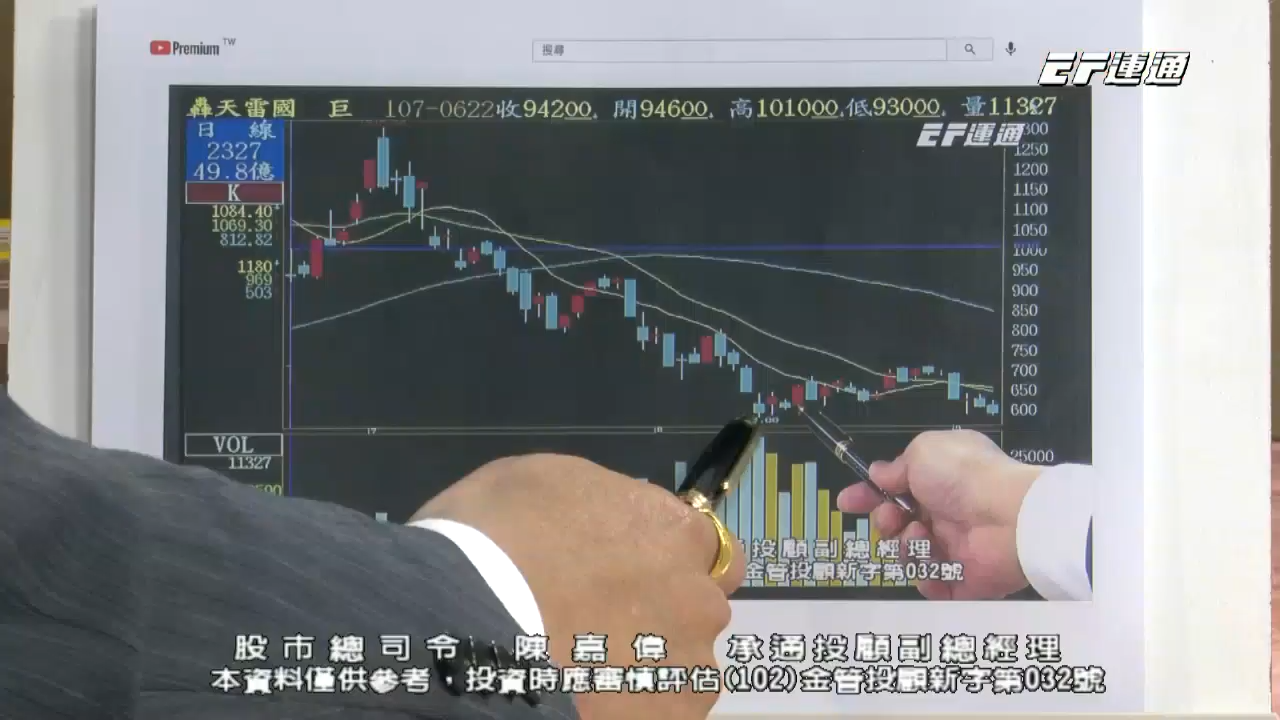 Premium TW
搜尋
EF運通
轟天雷國 巨 107-0622收94200. 開94600. 高101000.低93000. 量11327
EF運通
日 線
2327
49.8億
K
1084.40
1069.30
812.82
1180
969
503
1250
1200
1150
1100
1050
1000
950
900
850
800
750
700
650
600
VOL
11327
25000
投顧副總經理
金管投顧新字第032號
股市總司令 陳嘉偉 承通投顧副總經理
本資料僅供參考，投資時應審慎評估(102)金管投顧新字第032號